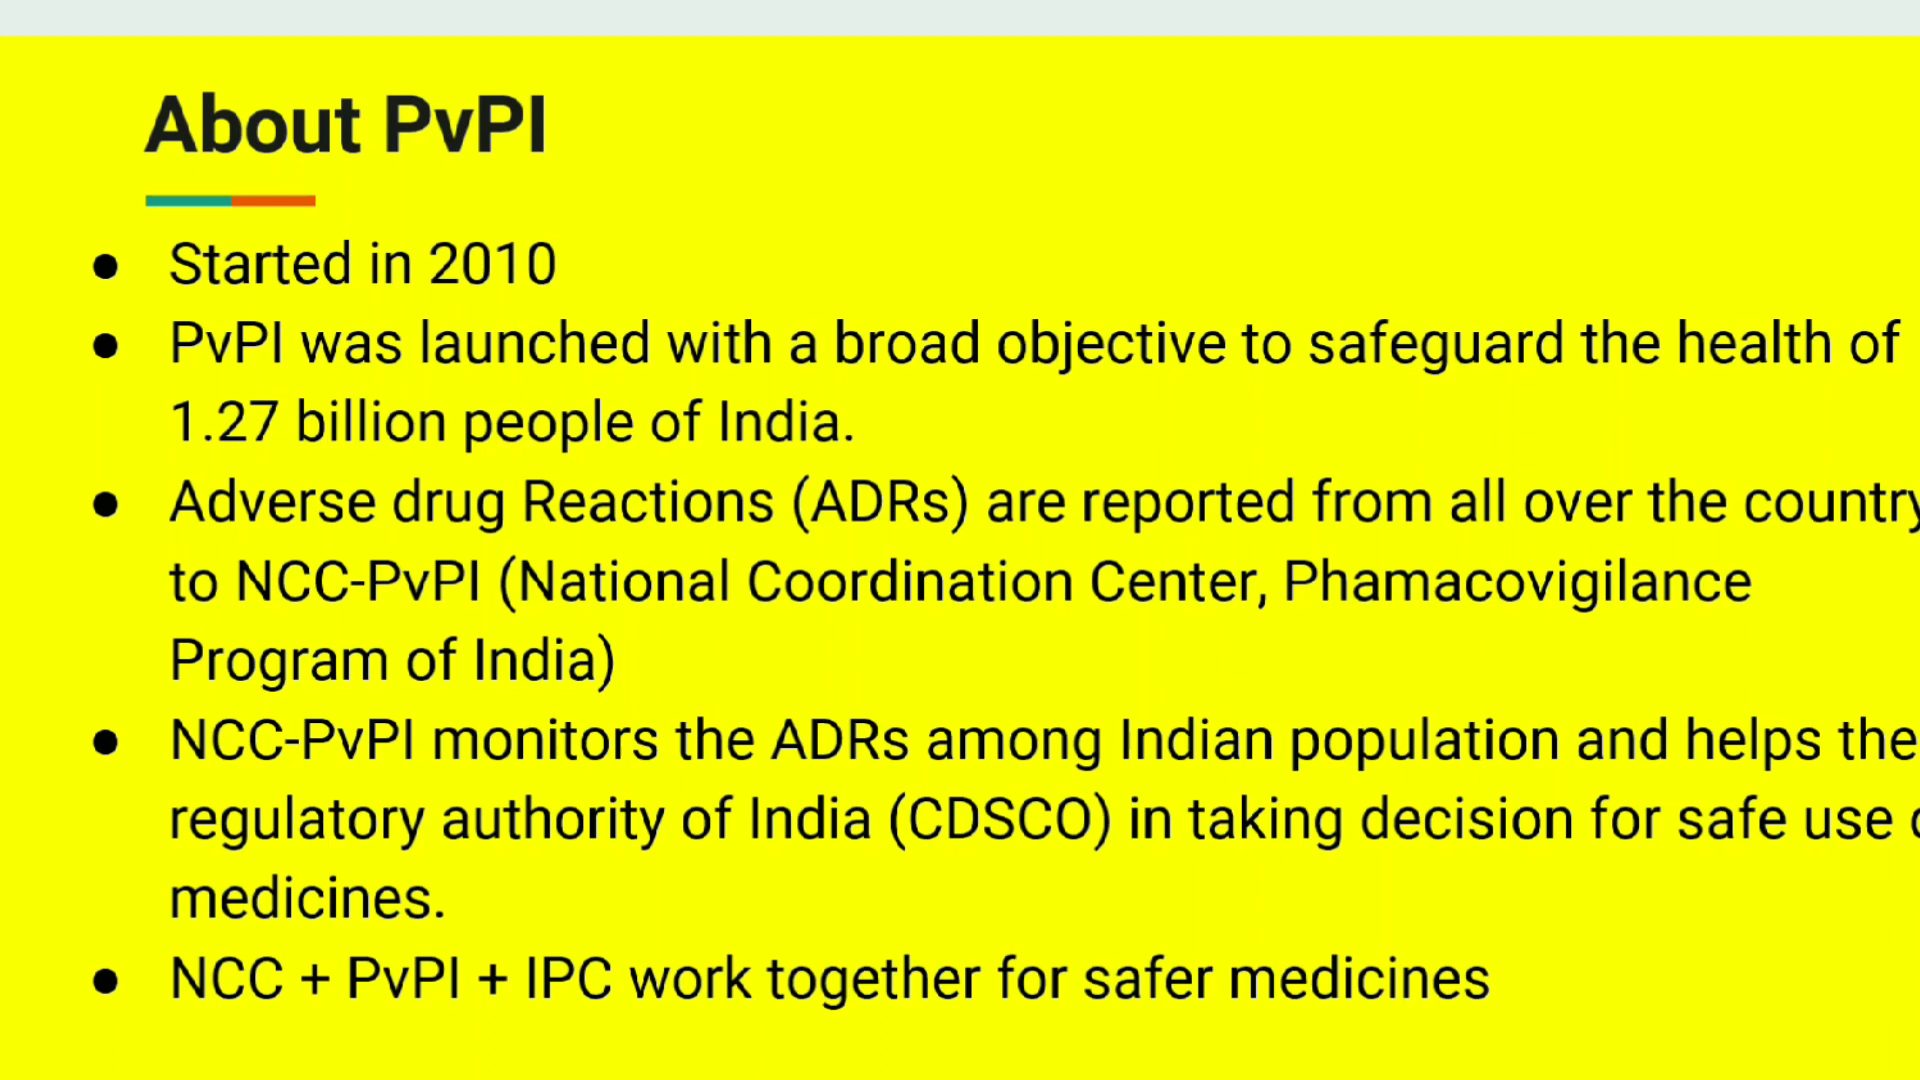 About PvPI
● Started in 2010
● PvPI was launched with a broad objective to safeguard the health of
1.27 billion people of India.
● Adverse drug Reactions (ADRs) are reported from all over the country
to NCC-PvPI (National Coordination Center, Phamacovigilance
Program of India)
● NCC-PvPI monitors the ADRs among Indian population and helps the
regulatory authority of India (CDSCO) in taking decision for safe use
medicines.
● NCC + PvPI + IPC work together for safer medicines